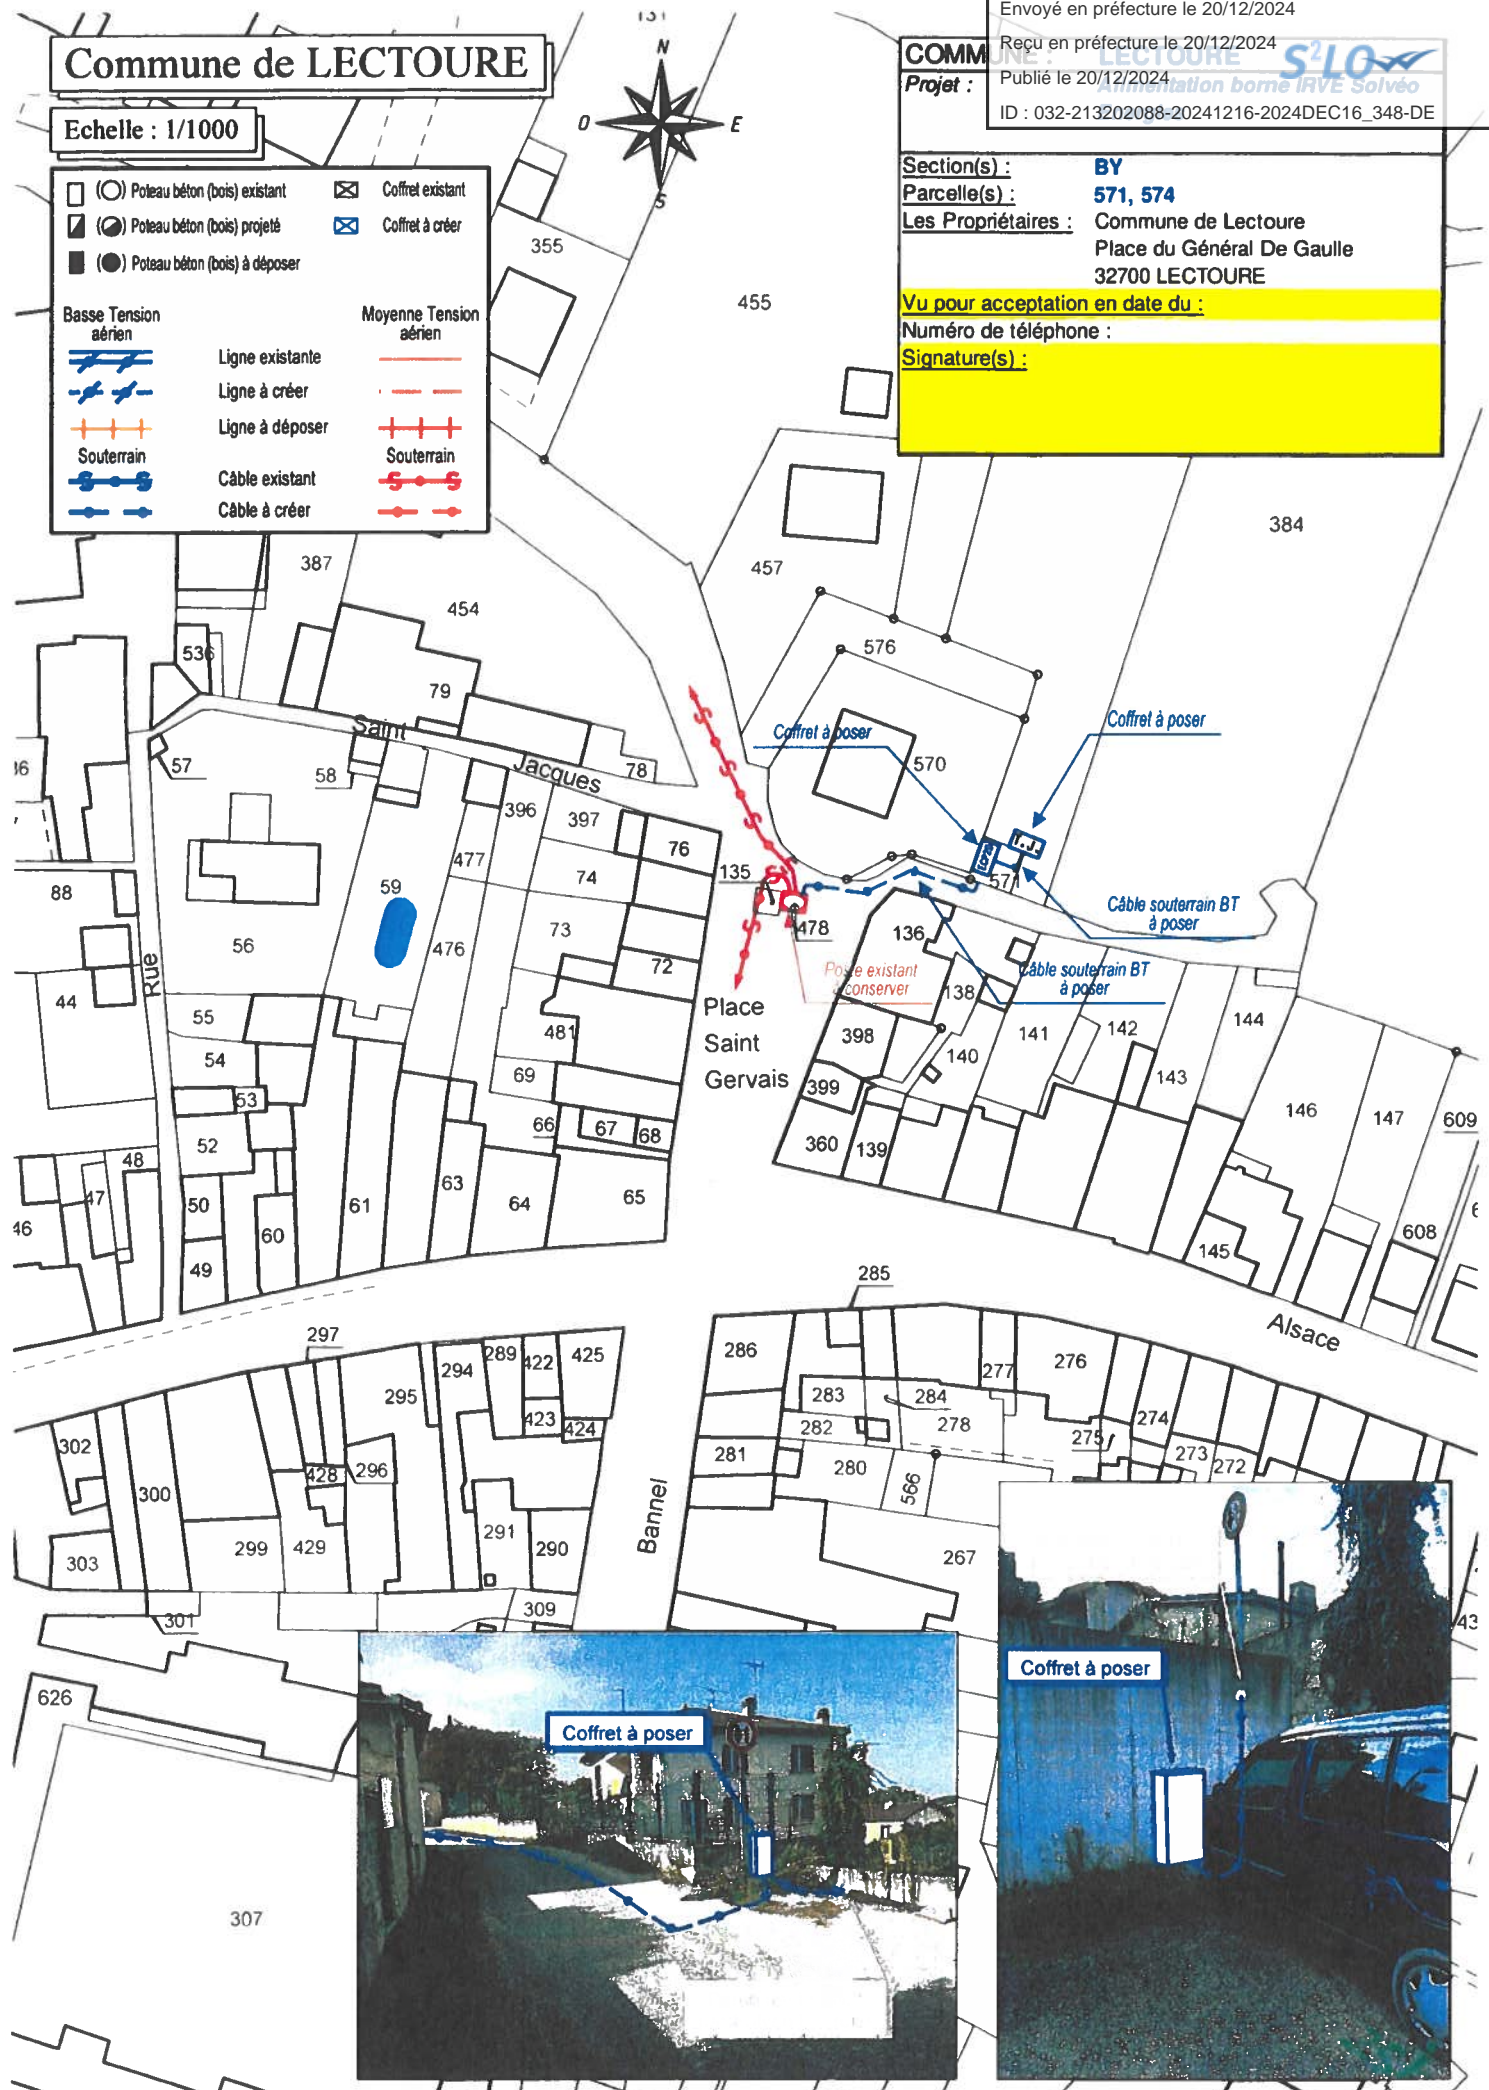 Envoyé en préfecture le 20/12/2024
Reçu en préfecture le 20/12/2024
Publié le 20/12/2024
ID : 032-213202088-20241216-2024DEC16_348-DE
S²LO
Commune de LECTOURE
Echelle : 1/1000
N
O
E
S
COMMUNE : LECTOURE
Projet : Alimentation borne IRVE Solvéo
Section(s) : BY
Parcelle(s) : 571, 574
Les Propriétaires : Commune de Lectoure
Place du Général De Gaulle
32700 LECTOURE
Vu pour acceptation en date du :
Numéro de téléphone :
Signature(s) :
(○) Poteau béton (bois) existant
Coffret existant
Poteau béton (bois) projeté
Coffret à créer
Poteau béton (bois) à déposer
Basse Tension
aérien
Moyenne Tension
aérien
Ligne existante
Ligne à créer
Ligne à déposer
Souterrain
Souterrain
Câble existant
Câble à créer
131
355
455
384
387
457
454
576
536
79
Saint
Jacques
78
Coffret à poser
Coffret à poser
570
57
58
396
397
76
477
74
135
T.J.
571
88
59
478
136
Câble souterrain BT
à poser
56
476
73
72
Poste existant
à conserver
Câble souterrain BT
à poser
138
Rue
44
55
Place
Saint
Gervais
481
398
141
142
144
54
140
69
399
143
53
146
147
609
52
66
67
68
360
139
48
47
50
61
63
64
65
46
60
608
49
145
285
Alsace
297
289
422
425
286
277
276
294
295
283
284
302
423
424
282
278
274
275
428
296
281
280
273
272
300
566
Bannel
291
290
303
299
429
267
309
301
43
626
Coffret à poser
Coffret à poser
307